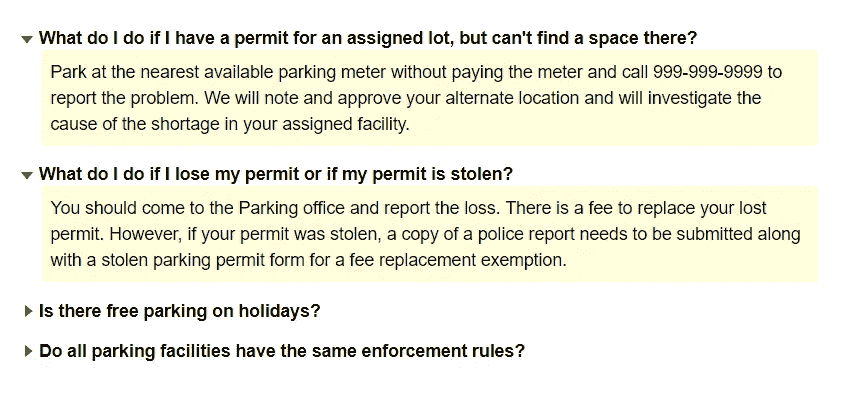 What do I do if I have a permit for an assigned lot, but can't find a space there?
Park at the nearest available parking meter without paying the meter and call 999-999-9999 to
report the problem. We will note and approve your alternate location and will investigate the
cause of the shortage in your assigned facility.
What do I do if I lose my permit or if my permit is stolen?
You should come to the Parking office and report the loss. There is a fee to replace your lost
permit. However, if your permit was stolen, a copy of a police report needs to be submitted along
with a stolen parking permit form for a fee replacement exemption.
Is there free parking on holidays?
Do all parking facilities have the same enforcement rules?